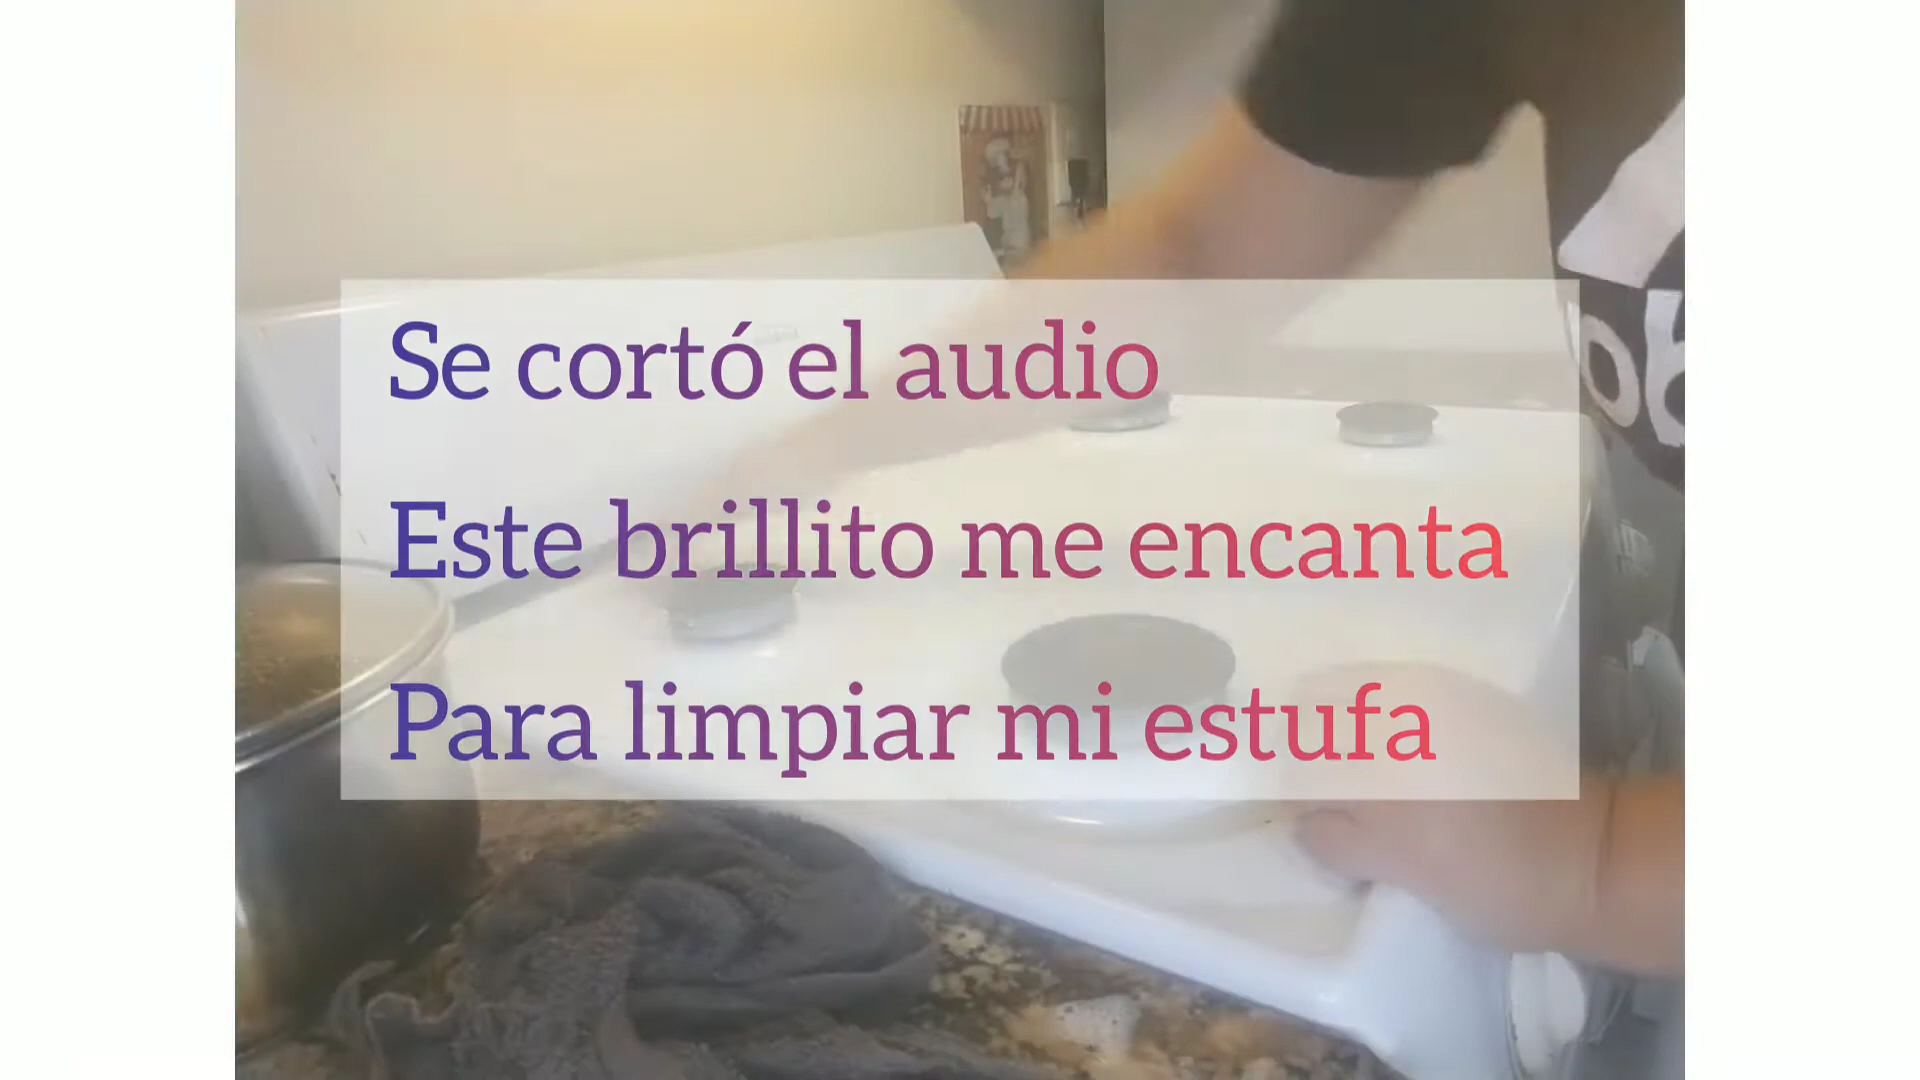 Se cortó el audio
Este brillito me encanta
Para limpiar mi estufa